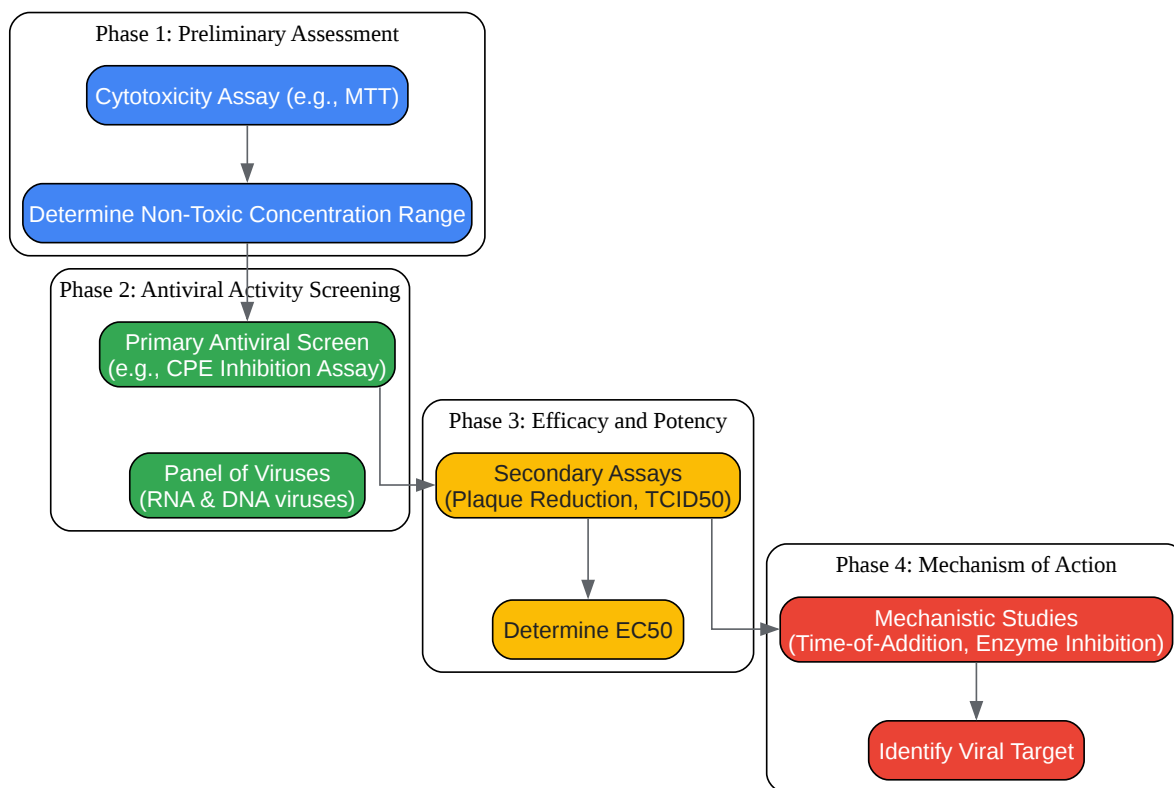 Phase 1: Preliminary Assessment
Cytotoxicity Assay (e.g., MTT)
Determine Non-Toxic Concentration Range
Phase 2: Antiviral Activity Screening
Primary Antiviral Screen
(e.g., CPE Inhibition Assay)
Panel of Viruses
(RNA & DNA viruses)
Phase 3: Efficacy and Potency
Secondary Assays
(Plaque Reduction, TCID50)
Determine EC50
Phase 4: Mechanism of Action
Mechanistic Studies
(Time-of-Addition, Enzyme Inhibition)
Identify Viral Target